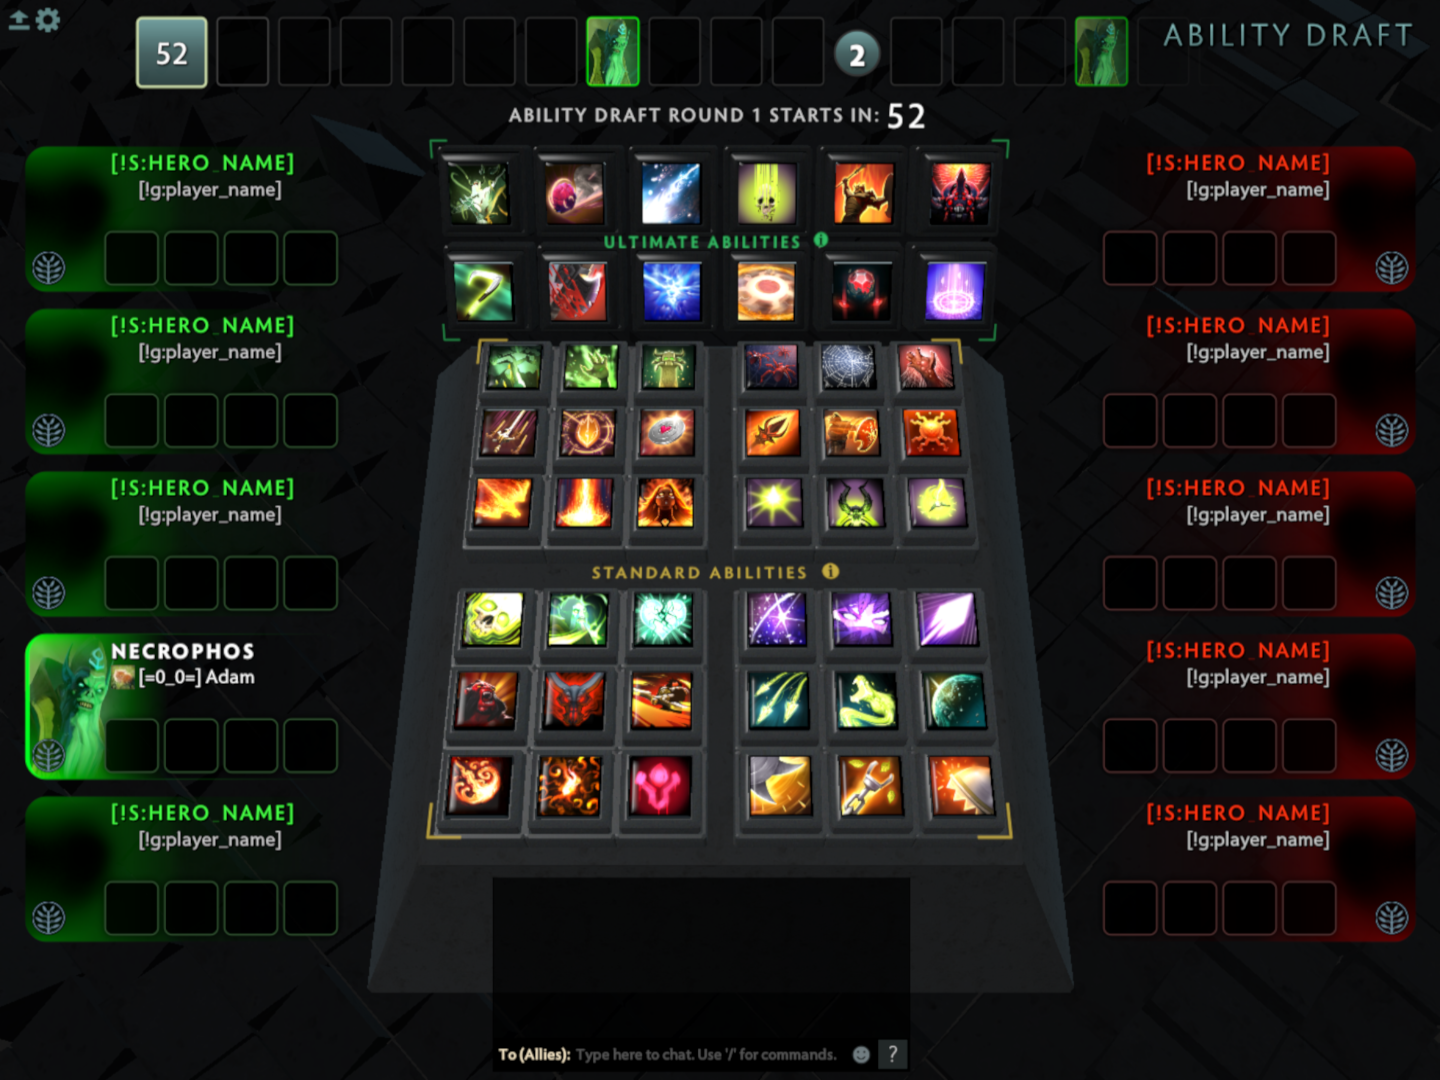 52
2
ABILITY DRAFT
ABILITY DRAFT ROUND 1 STARTS IN: 52
[!S:HERO_NAME]
[!g:player_name]
[!S:HERO_NAME]
[!g:player_name]
[!S:HERO_NAME]
[!g:player_name]
NECROPHOS
[=0_0=] Adam
[!S:HERO_NAME]
[!g:player_name]
ULTIMATE ABILITIES i
STANDARD ABILITIES i
[!S:HERO_NAME]
[!g:player_name]
[!S:HERO_NAME]
[!g:player_name]
[!S:HERO_NAME]
[!g:player_name]
[!S:HERO_NAME]
[!g:player_name]
[!S:HERO_NAME]
[!g:player_name]
To (Allies): Type here to chat. Use '/' for commands. ?